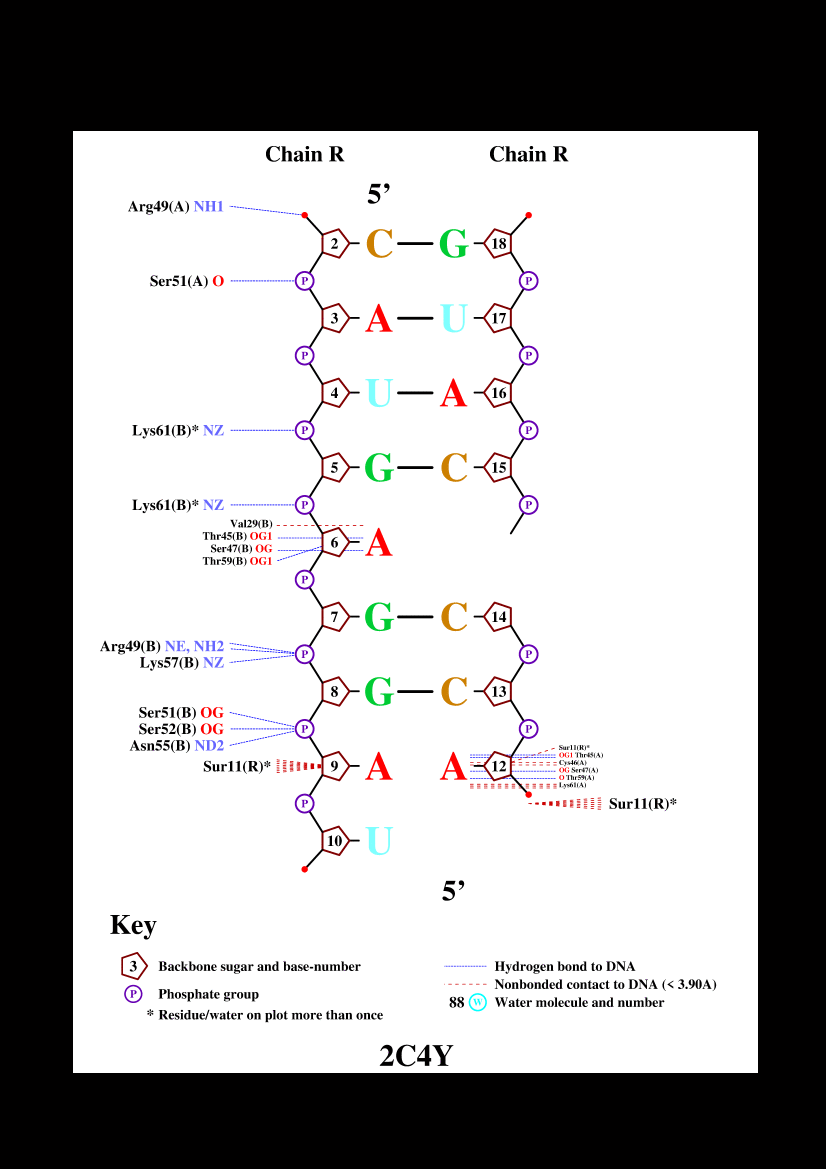 Chain R Chain R
5’
Arg49(A) NH1
2 C G 18
Ser51(A) O P P
3 A U 17
P P
4 U A 16
Lys61(B)* NZ P P
5 G C 15
Lys61(B)* NZ P P
Val29(B)
Thr45(B) OG1
6 A
Ser47(B) OG
Thr59(B) OG1
P
7 G C 14
Arg49(B) NE, NH2
P P
Lys57(B) NZ
8 G C 13
Ser51(B) OG
Ser52(B) OG P P
Asn55(B) ND2
Sur11(R)*
OG1 Thr45(A)
Cys46(A)
Sur11(R)* 9 A A 12
OG Ser47(A)
O Thr59(A)
Lys61(A)
P Sur11(R)*
10 U
5’
Key
3 Backbone sugar and base-number
P Phosphate group
* Residue/water on plot more than once
Hydrogen bond to DNA
Nonbonded contact to DNA (< 3.90A)
88 W Water molecule and number
2C4Y